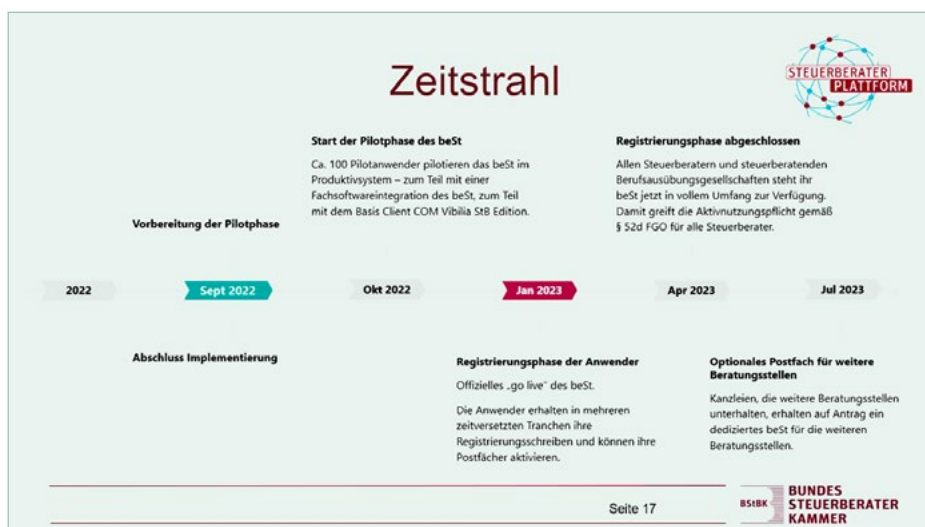 Zeitstrahl
STEUERBERATER
PLATTFORM
Start der Pilotphase des beSt
Ca. 100 Pilotanwender pilotieren das beSt im
Produktivsystem – zum Teil mit einer
Fachsoftwareintegration des beSt, zum Teil
mit dem Basis Client COM Vibilia StB Edition.
Registrierungsphase abgeschlossen
Allen Steuerberatern und steuerberatenden
Berufsausübungsgesellschaften steht ihr
beSt jetzt in vollem Umfang zur Verfügung.
Damit greift die Aktivnutzungspflicht gemäß
§ 52d FGO für alle Steuerberater.
Vorbereitung der Pilotphase
2022
Sept 2022
Okt 2022
Jan 2023
Apr 2023
Jul 2023
Abschluss Implementierung
Registrierungsphase der Anwender
Offizielles „go live" des beSt.
Die Anwender erhalten in mehreren
zeitversetzten Tranchen ihre
Registrierungsschreiben und können ihre
Postfächer aktivieren.
Optionales Postfach für weitere
Beratungsstellen
Kanzleien, die weitere Beratungsstellen
unterhalten, erhalten auf Antrag ein
dediziertes beSt für die weiteren
Beratungsstellen.
Seite 17
BStBK
BUNDES
STEUERBERATER
KAMMER